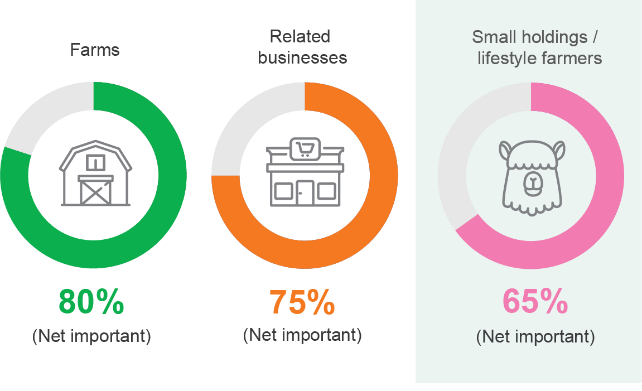 Farms
80%
(Net important)
Related
businesses
75%
(Net important)
Small holdings /
lifestyle farmers
65%
(Net important)